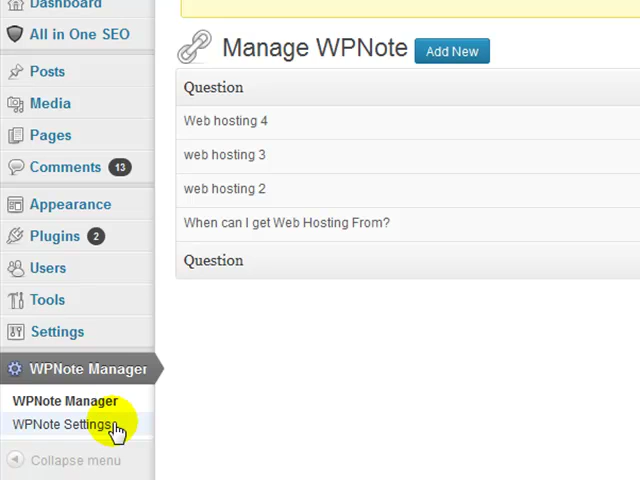 Dashboard
All in One SEO
Posts
Media
Pages
Comments 13
Appearance
Plugins 2
Users
Tools
Settings
WPNote Manager
WPNote Manager
WPNote Settings
Collapse menu
Manage WPNote Add New
Question
Web hosting 4
web hosting 3
web hosting 2
When can I get Web Hosting From?
Question